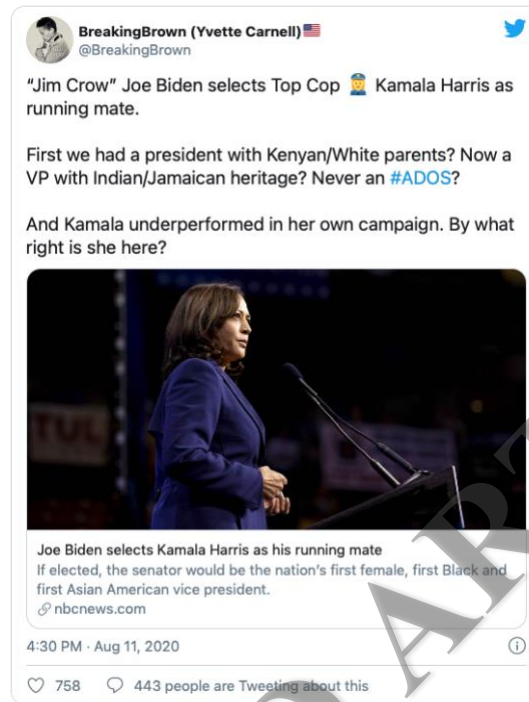 BreakingBrown (Yvette Carnell)🇺🇸
@BreakingBrown
“Jim Crow” Joe Biden selects Top Cop 👮‍♀️ Kamala Harris as
running mate.
First we had a president with Kenyan/White parents? Now a
VP with Indian/Jamaican heritage? Never an #ADOS?
And Kamala underperformed in her own campaign. By what
right is she here?
TUL
Joe Biden selects Kamala Harris as his running mate
If elected, the senator would be the nation's first female, first Black and
first Asian American vice president.
nbcnews.com
4:30 PM · Aug 11, 2020
758 443 people are Tweeting about this